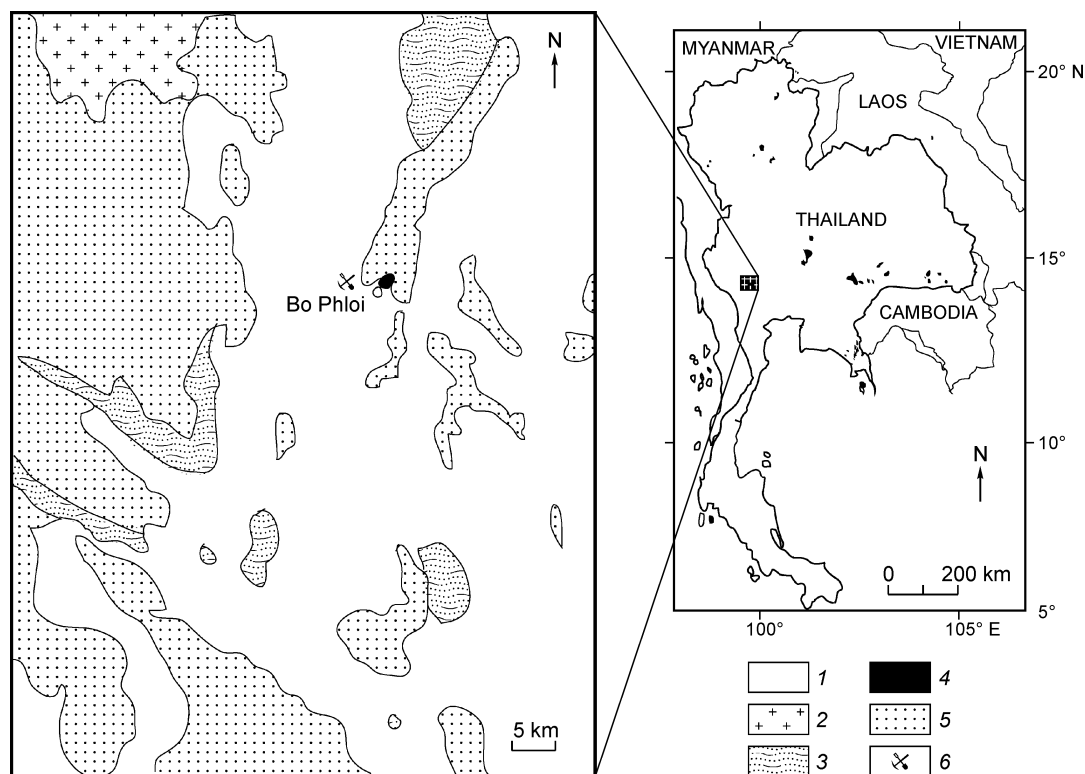 N
Bo Phloi
5 km
MYANMAR
VIETNAM
20° N
LAOS
THAILAND
15°
CAMBODIA
10°
N
0 200 km
5°
100° 105° E
1 4
2 5
3 6